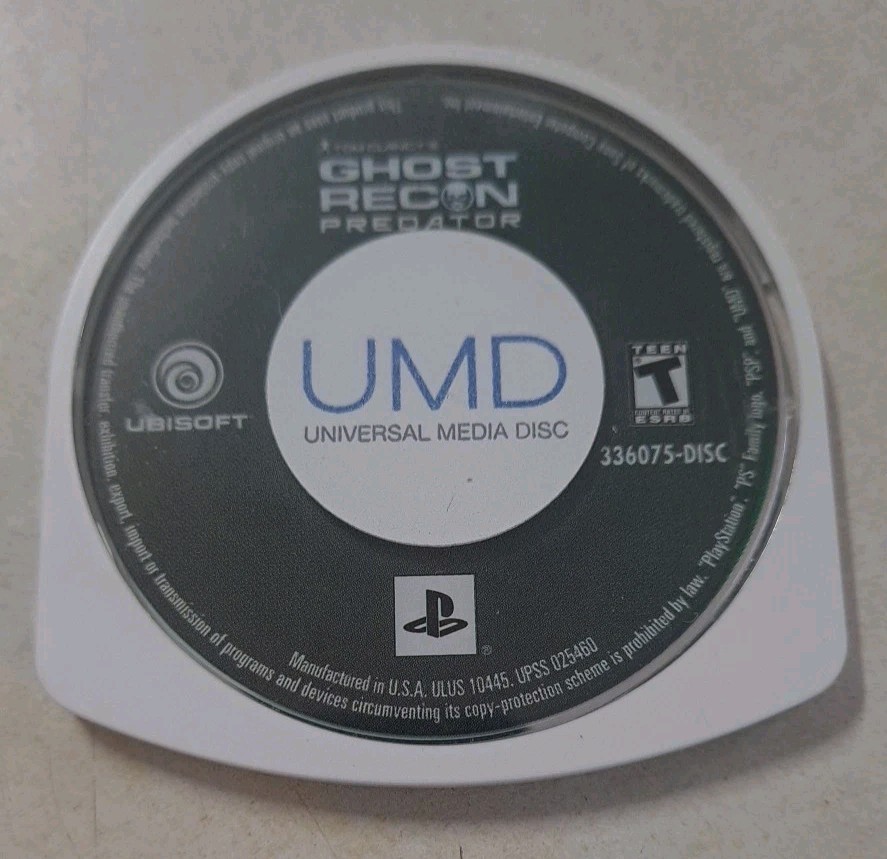 TOM CLANCY'S
GHOST
RECON
PREDATOR
UMD
UNIVERSAL MEDIA DISC
UBISOFT
TEEN
T
ESRB
336075-DISC
®
Manufactured in U.S.A. ULUS 10445. UPSS 025460
transfer, exhibition, export, import or transmission of programs and devices circumventing its copy-protection scheme is prohibited by law. "PlayStation", "PS" Family logo, "PSP", and "UMD" are registered trademarks of Sony Computer Entertainment Inc.